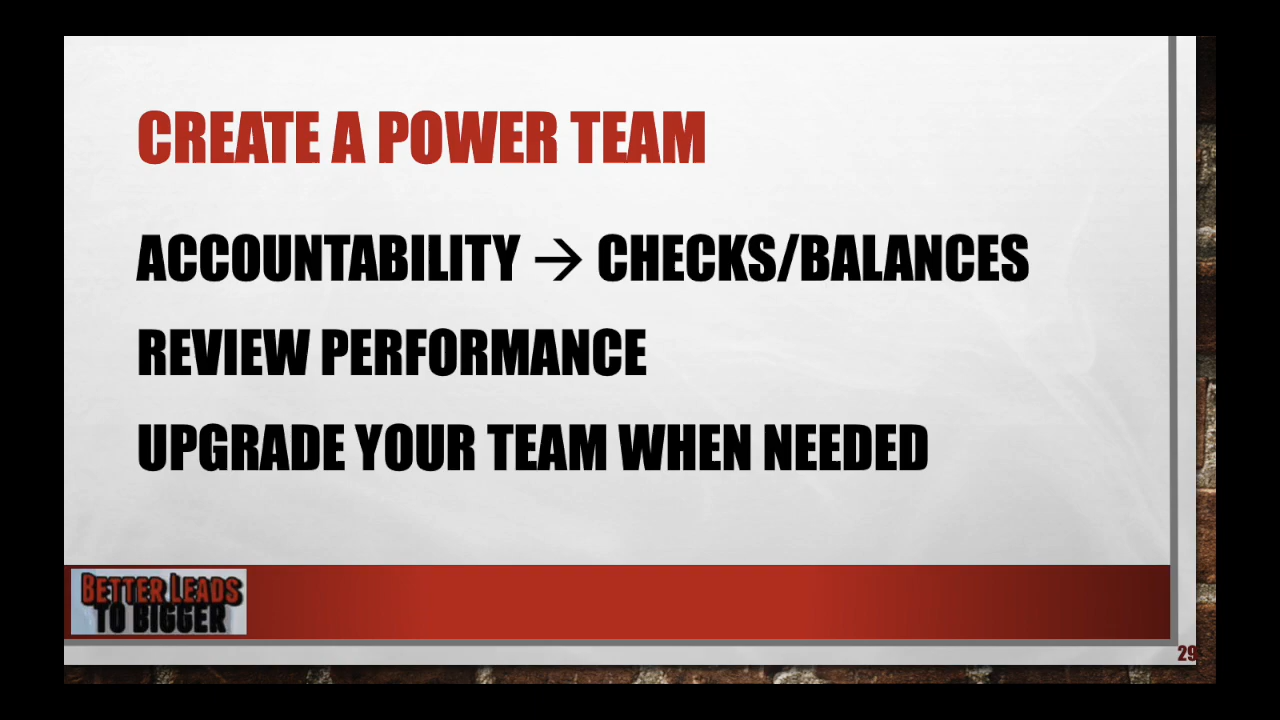 CREATE A POWER TEAM
ACCOUNTABILITY → CHECKS/BALANCES
REVIEW PERFORMANCE
UPGRADE YOUR TEAM WHEN NEEDED
BETTER LEADS
TO BIGGER
29